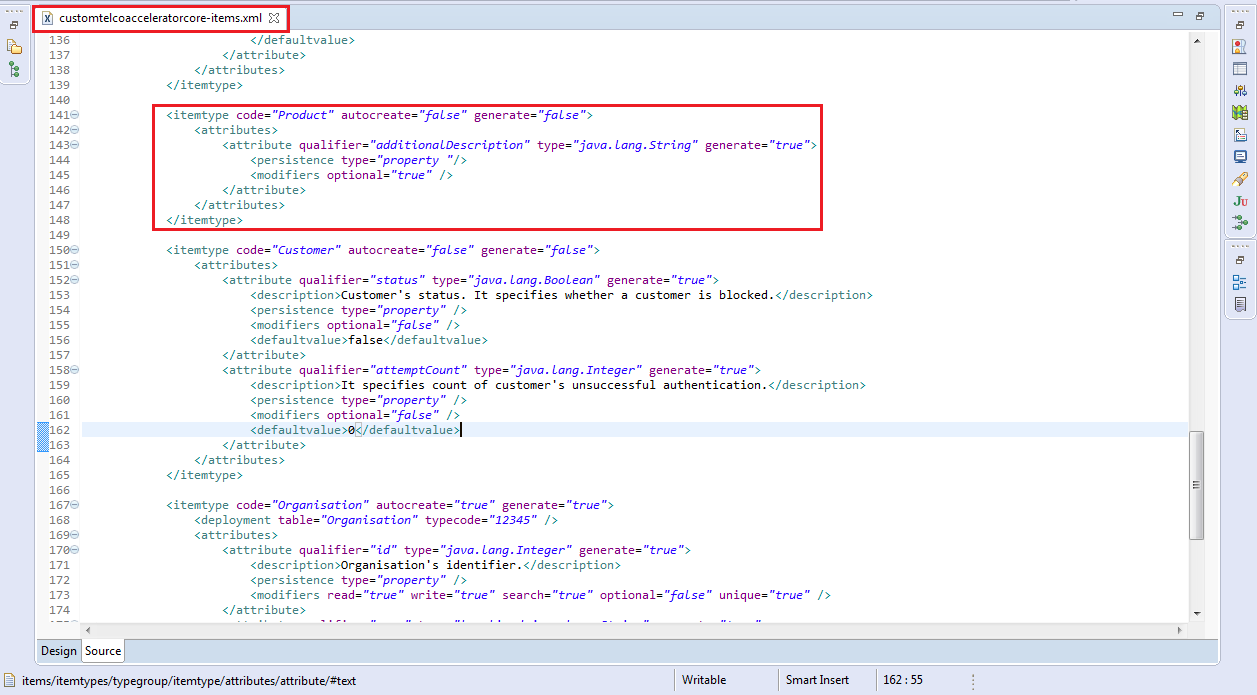 customtelcoacceleratorcore-items.xml
136 </defaultvalue>
137 </attribute>
138 </attributes>
139 </itemtype>
140
141 <itemtype code="Product" autocreate="false" generate="false">
142 <attributes>
143 <attribute qualifier="additionalDescription" type="java.lang.String" generate="true">
144 <persistence type="property "/>
145 <modifiers optional="true" />
146 </attribute>
147 </attributes>
148 </itemtype>
149
150 <itemtype code="Customer" autocreate="false" generate="false">
151 <attributes>
152 <attribute qualifier="status" type="java.lang.Boolean" generate="true">
153 <description>Customer's status. It specifies whether a customer is blocked.</description>
154 <persistence type="property" />
155 <modifiers optional="false" />
156 <defaultvalue>false</defaultvalue>
157 </attribute>
158 <attribute qualifier="attemptCount" type="java.lang.Integer" generate="true">
159 <description>It specifies count of customer's unsuccessful authentication.</description>
160 <persistence type="property" />
161 <modifiers optional="false" />
162 <defaultvalue>0</defaultvalue>
163 </attribute>
164 </attributes>
165 </itemtype>
166
167 <itemtype code="Organisation" autocreate="true" generate="true">
168 <deployment table="Organisation" typecode="12345" />
169 <attributes>
170 <attribute qualifier="id" type="java.lang.Integer" generate="true">
171 <description>Organisation's identifier.</description>
172 <persistence type="property" />
173 <modifiers read="true" write="true" search="true" optional="false" unique="true" />
174 </attribute>
Design Source
items/itemtypes/typegroup/itemtype/attributes/attribute/#text Writable Smart Insert 162 : 55